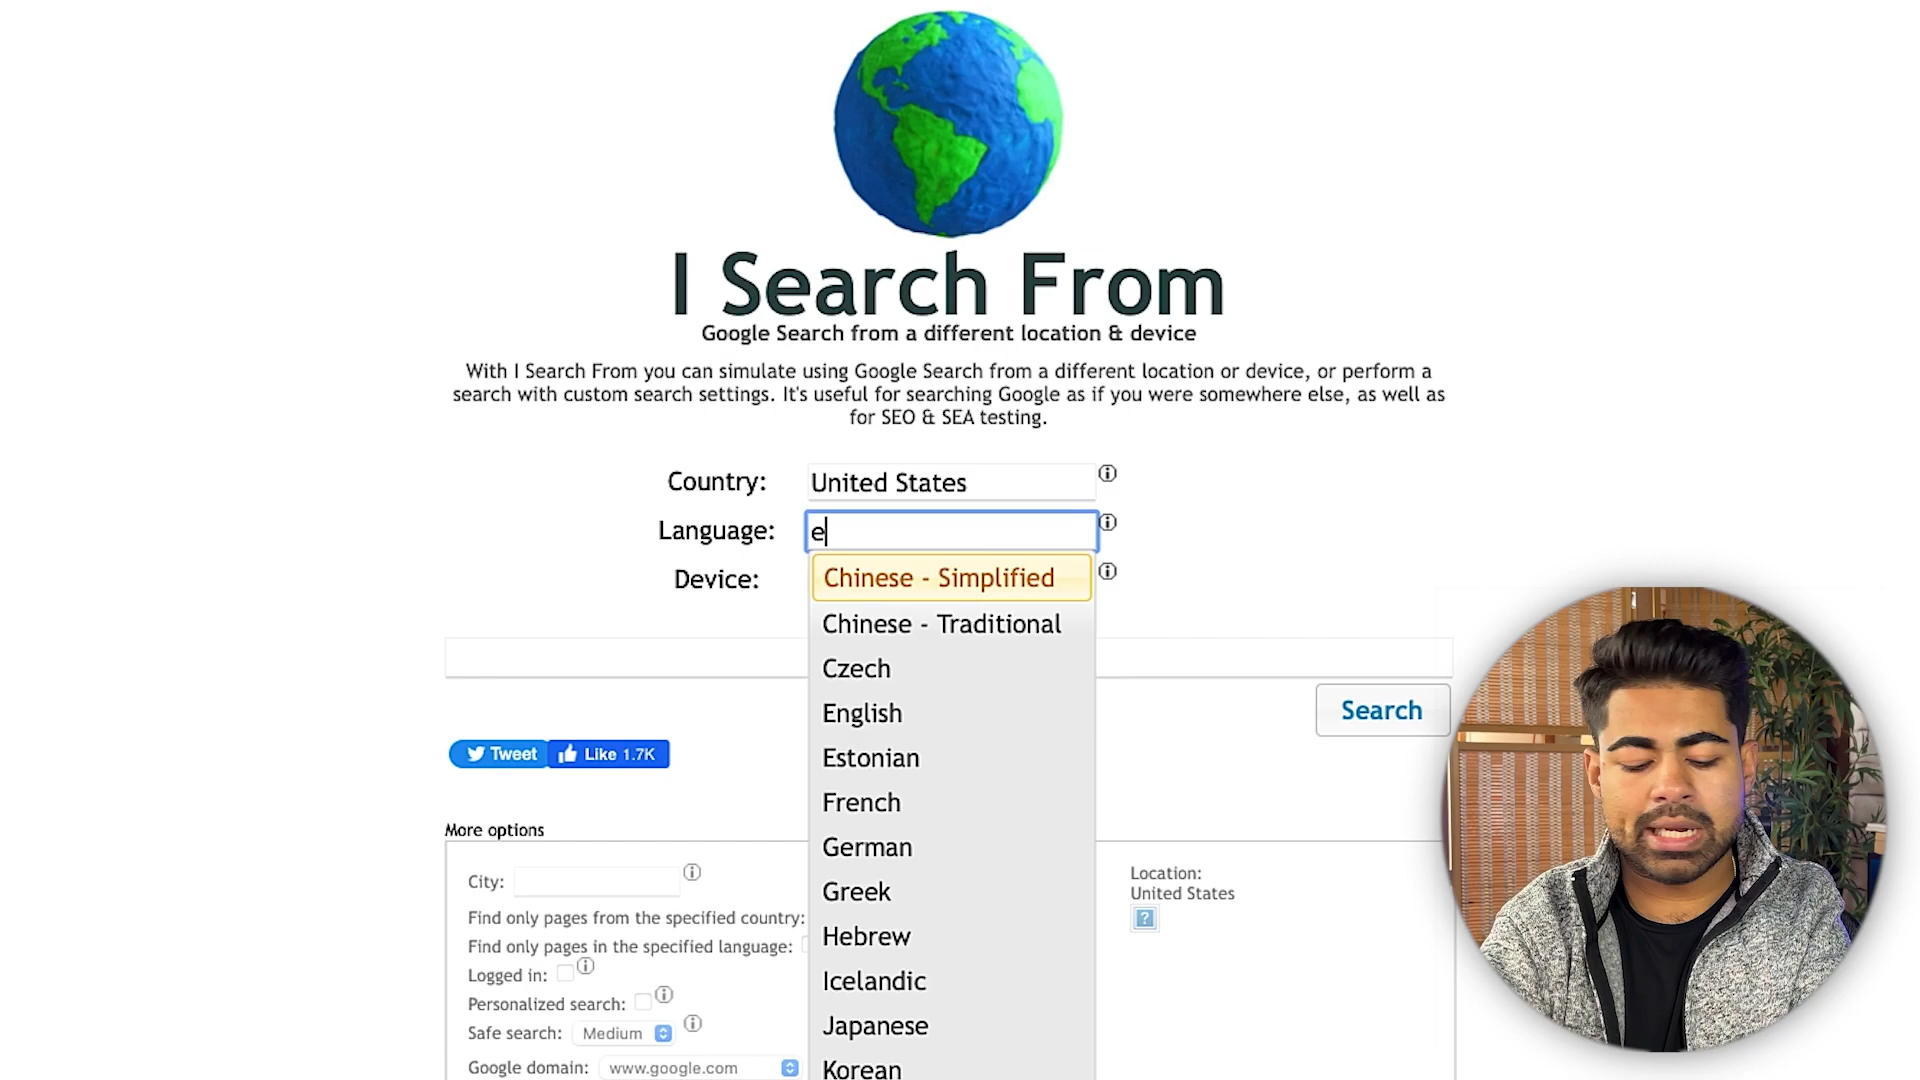 I Search From
Google Search from a different location & device
With I Search From you can simulate using Google Search from a different location or device, or perform a
search with custom search settings. It's useful for searching Google as if you were somewhere else, as well as
for SEO & SEA testing.
Country: United States
Language: e
Device:
Chinese - Simplified
Chinese - Traditional
Czech
English
Estonian
French
German
Greek
Hebrew
Icelandic
Japanese
Korean
Search
Tweet Like 1.7K
More options
City:
Find only pages from the specified country:
Find only pages in the specified language:
Logged in:
Personalized search:
Safe search: Medium
Google domain: www.google.com
Location:
United States
?